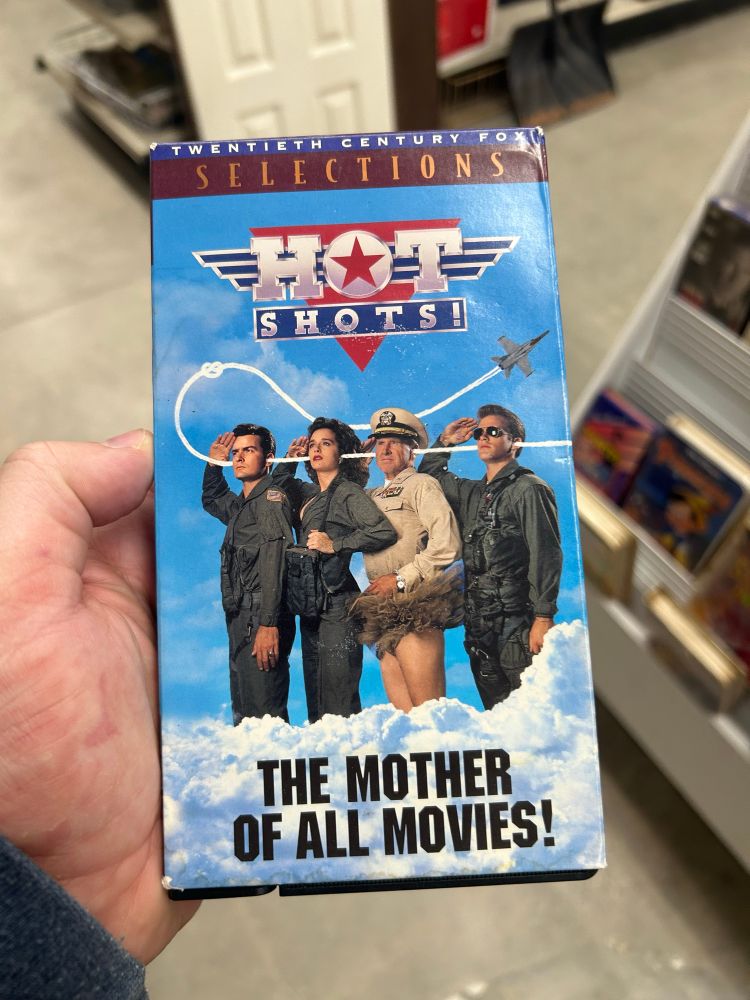 TWENTIETH CENTURY FOX
SELECTIONS
HOT
SHOTS!
THE MOTHER
OF ALL MOVIES!